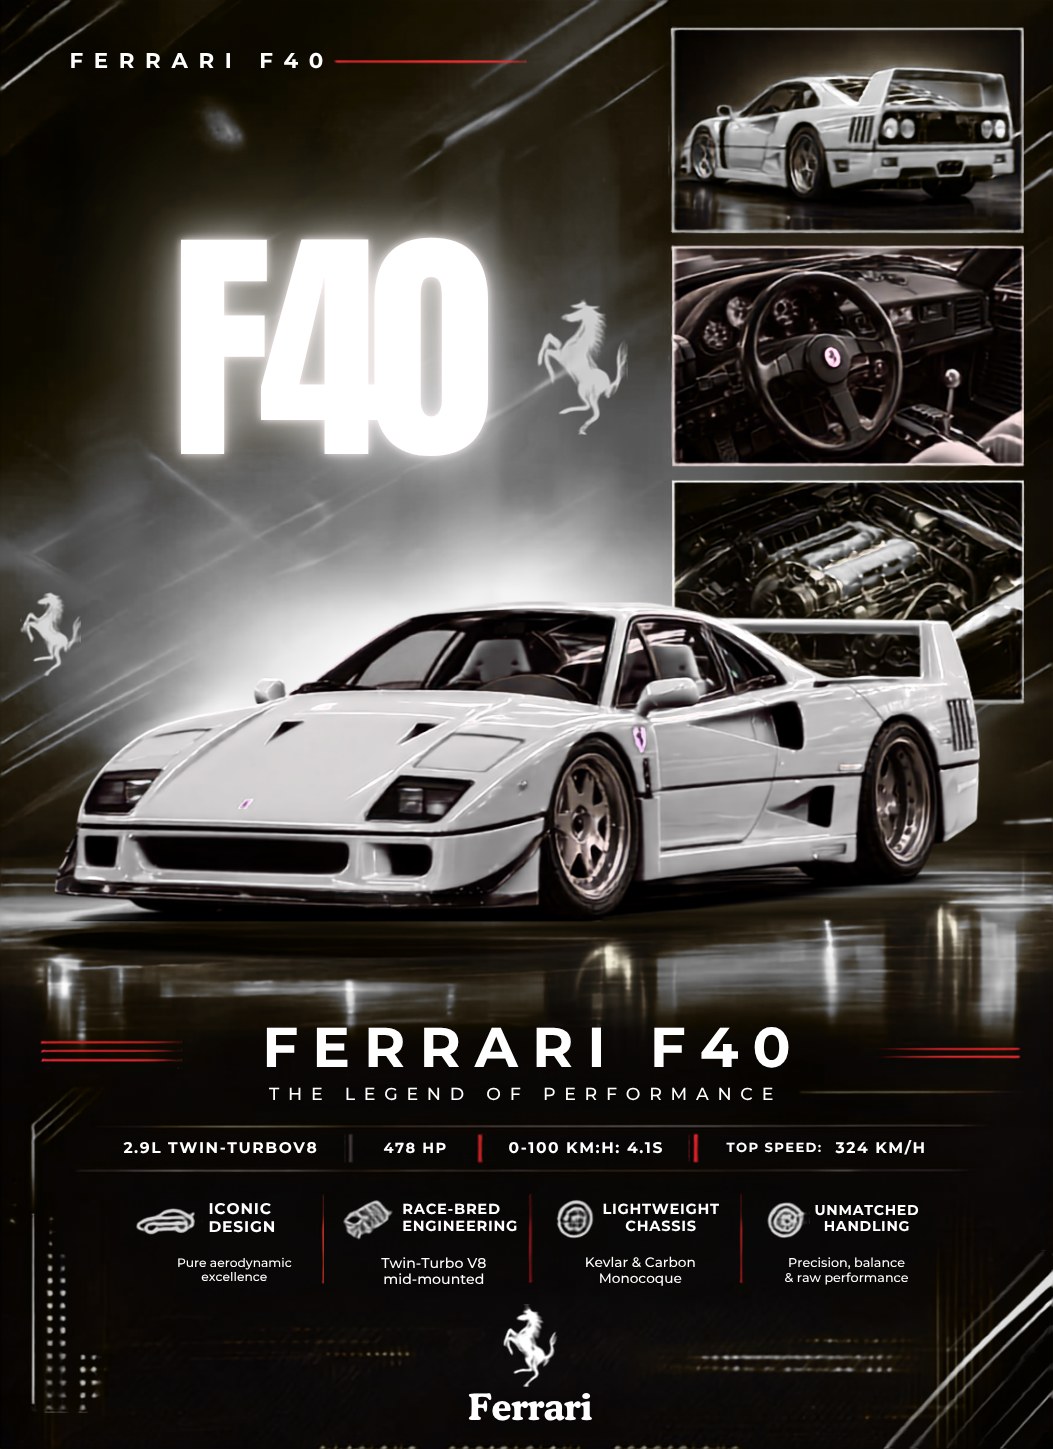 FERRARI F40
F40
FERRARI F40
THE LEGEND OF PERFORMANCE
2.9L TWIN-TURBOV8 478 HP 0-100 KM:H: 4.1S TOP SPEED: 324 KM/H
ICONIC
DESIGN
Pure aerodynamic
excellence
RACE-BRED
ENGINEERING
Twin-Turbo V8
mid-mounted
LIGHTWEIGHT
CHASSIS
Kevlar & Carbon
Monocoque
UNMATCHED
HANDLING
Precision, balance
& raw performance
Ferrari